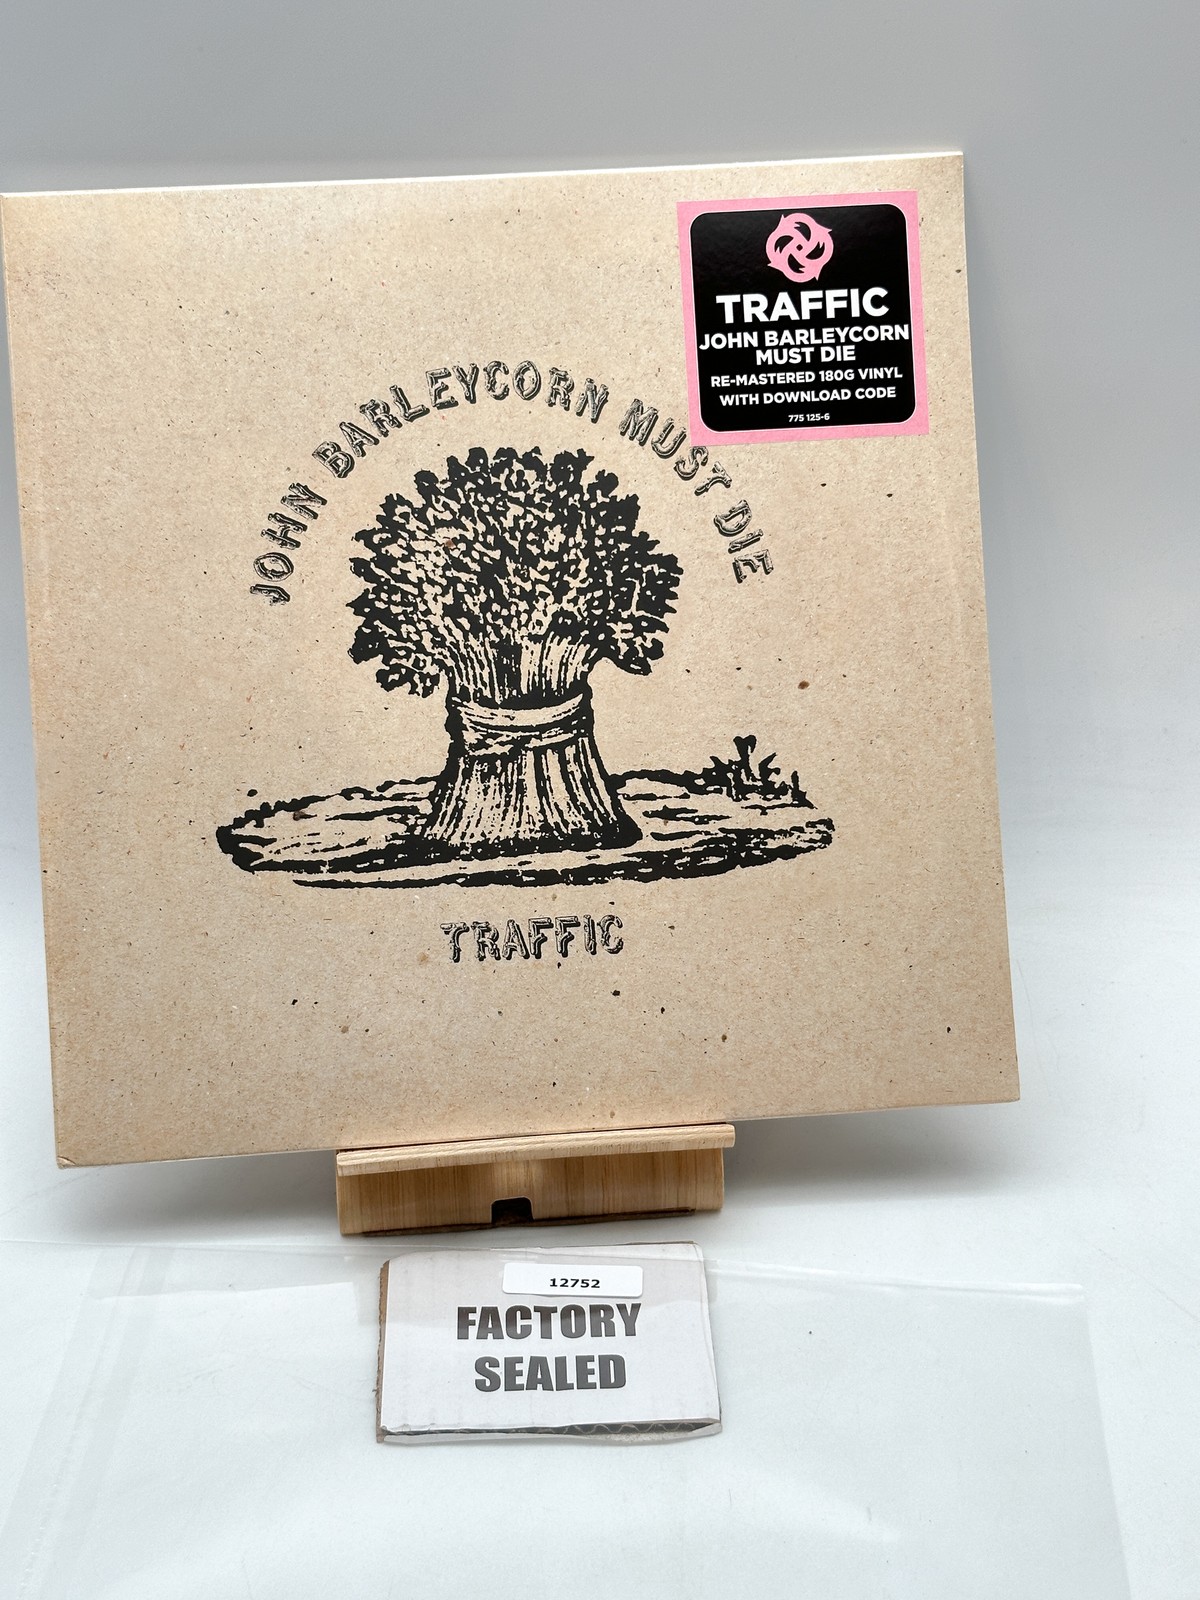 TRAFFIC
JOHN BARLEYCORN
MUST DIE
RE-MASTERED 180G VINYL
WITH DOWNLOAD CODE
775 125-6
JOHN BARLEYCORN MUST DIE
TRAFFIC
12752
FACTORY
SEALED